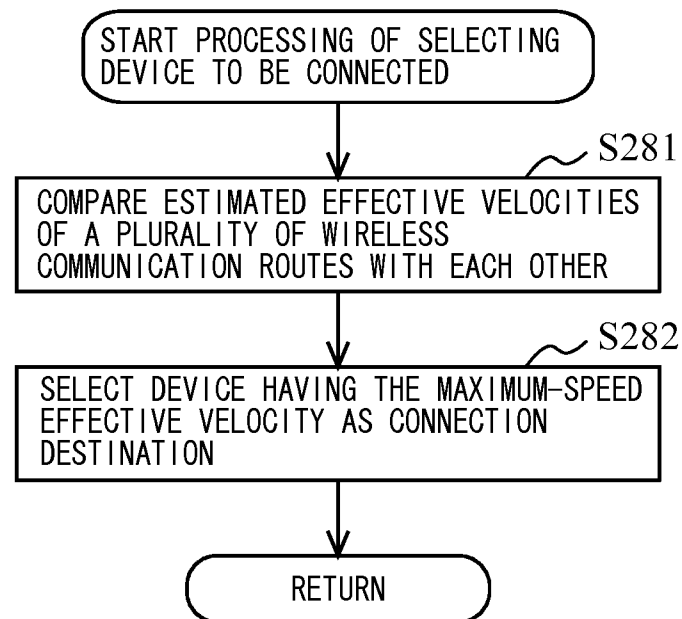 START PROCESSING OF SELECTING
DEVICE TO BE CONNECTED
S281
COMPARE ESTIMATED EFFECTIVE VELOCITIES
OF A PLURALITY OF WIRELESS
COMMUNICATION ROUTES WITH EACH OTHER
S282
SELECT DEVICE HAVING THE MAXIMUM-SPEED
EFFECTIVE VELOCITY AS CONNECTION
DESTINATION
RETURN